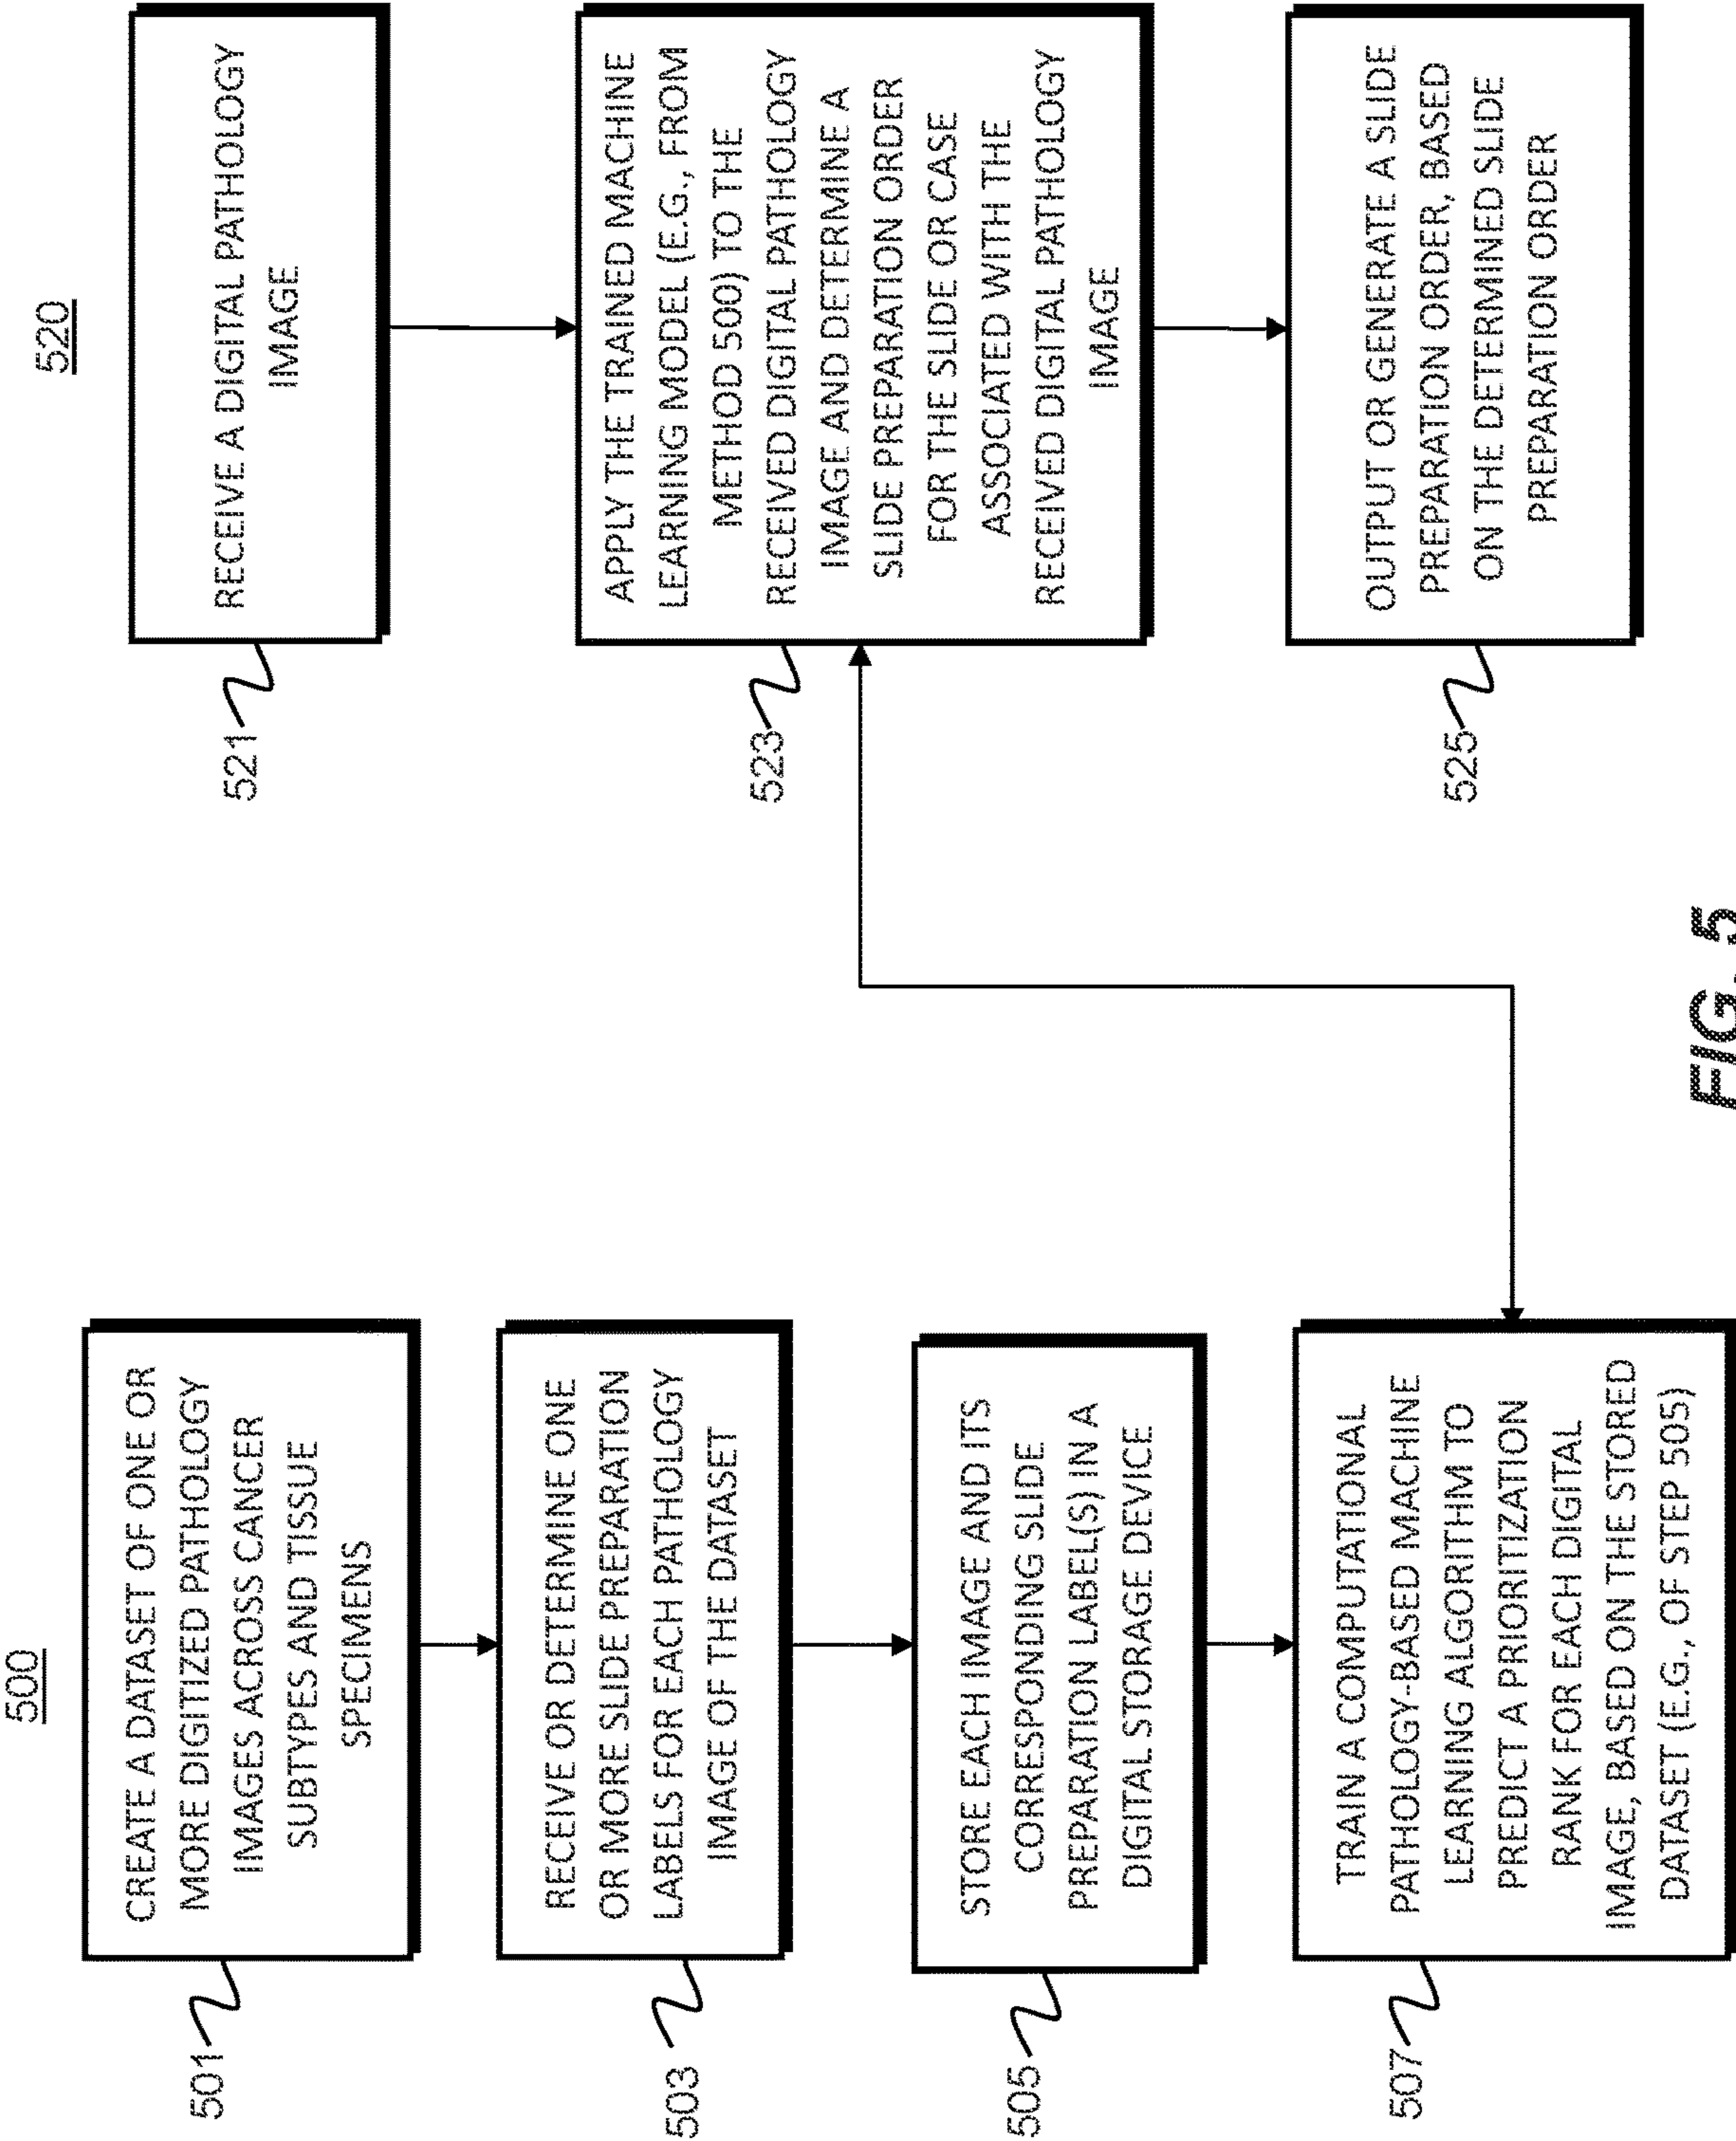 500
501
CREATE A DATASET OF ONE OR
MORE DIGITIZED PATHOLOGY
IMAGES ACROSS CANCER
SUBTYPES AND TISSUE
SPECIMENS
503
RECEIVE OR DETERMINE ONE
OR MORE SLIDE PREPARATION
LABELS FOR EACH PATHOLOGY
IMAGE OF THE DATASET
505
STORE EACH IMAGE AND ITS
CORRESPONDING SLIDE
PREPARATION LABEL(S) IN A
DIGITAL STORAGE DEVICE
507
TRAIN A COMPUTATIONAL
PATHOLOGY-BASED MACHINE
LEARNING ALGORITHM TO
PREDICT A PRIORITIZATION
RANK FOR EACH DIGITAL
IMAGE, BASED ON THE STORED
DATASET (E.G., OF STEP 505)
520
521
RECEIVE A DIGITAL PATHOLOGY
IMAGE
523
APPLY THE TRAINED MACHINE
LEARNING MODEL (E.G., FROM
METHOD 500) TO THE
RECEIVED DIGITAL PATHOLOGY
IMAGE AND DETERMINE A
SLIDE PREPARATION ORDER
FOR THE SLIDE OR CASE
ASSOCIATED WITH THE
RECEIVED DIGITAL PATHOLOGY
IMAGE
525
OUTPUT OR GENERATE A SLIDE
PREPARATION ORDER, BASED
ON THE DETERMINED SLIDE
PREPARATION ORDER
FIG. 5